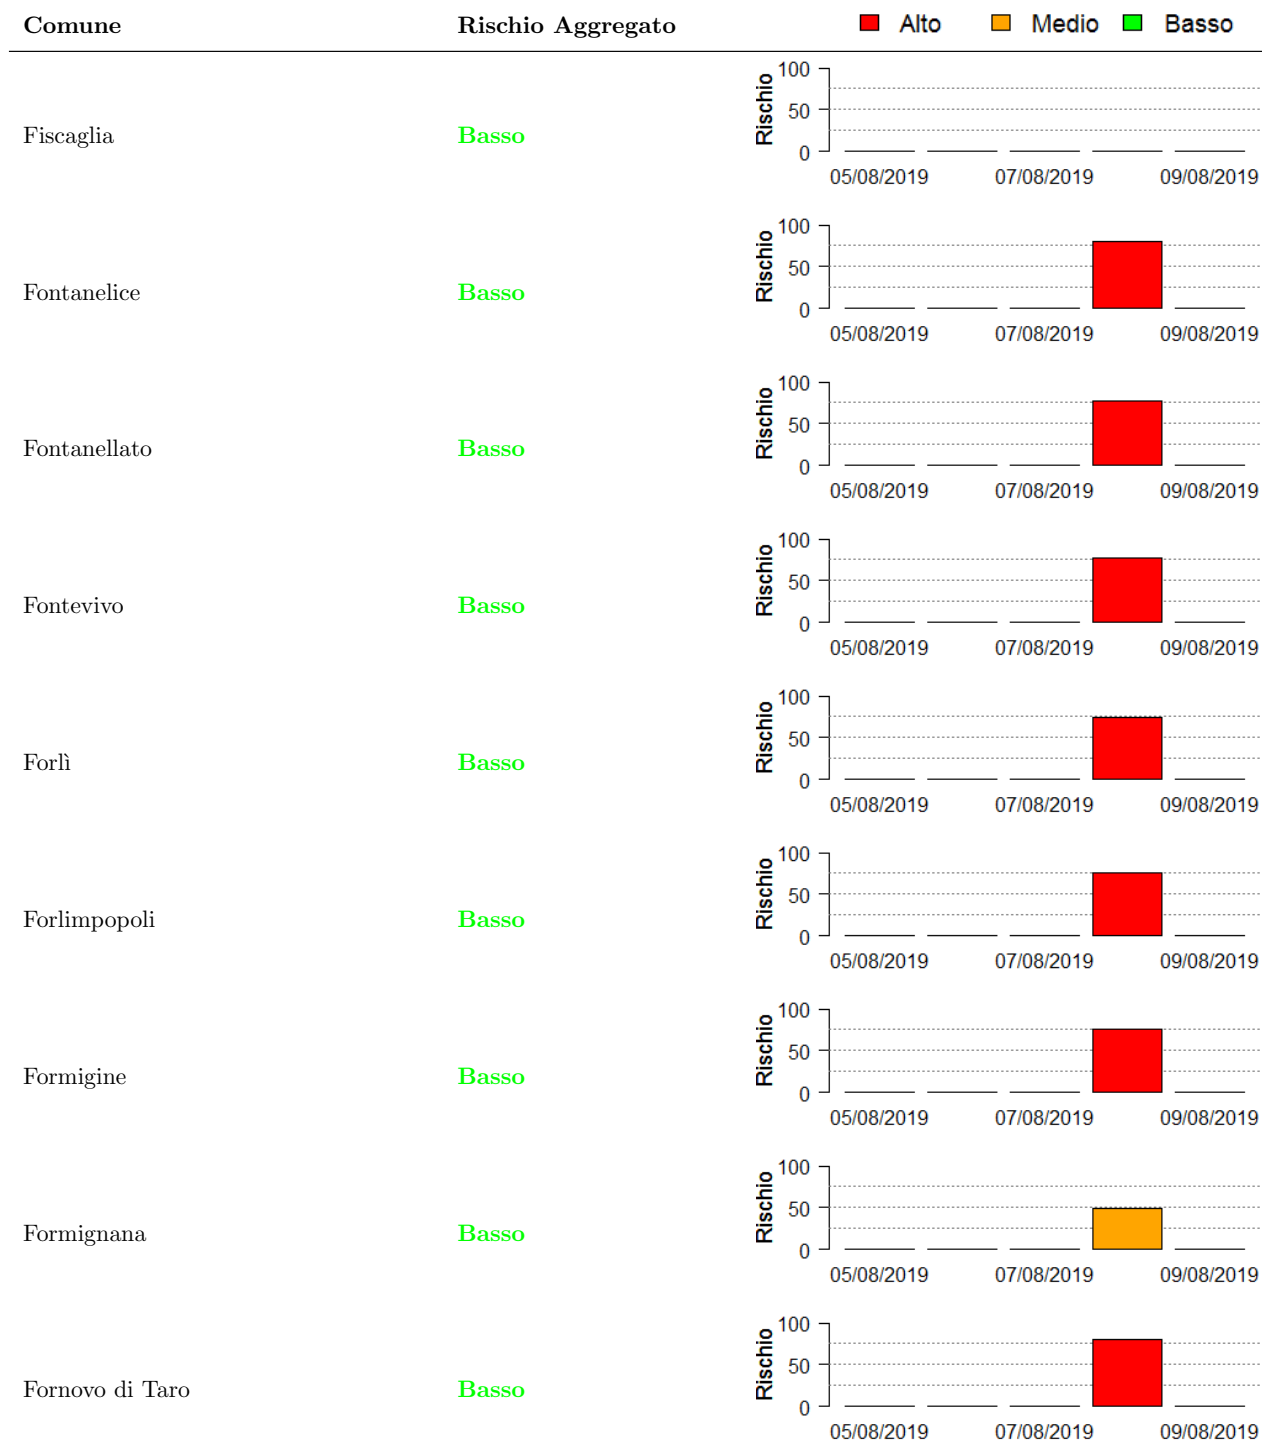 Comune Rischio Aggregato Alto Medio Basso
Fiscaglia Basso
Rischio
100
50
0
05/08/2019 07/08/2019 09/08/2019
Fontanelice Basso
Rischio
100
50
0
05/08/2019 07/08/2019 09/08/2019
Fontanellato Basso
Rischio
100
50
0
05/08/2019 07/08/2019 09/08/2019
Fontevivo Basso
Rischio
100
50
0
05/08/2019 07/08/2019 09/08/2019
Forlì Basso
Rischio
100
50
0
05/08/2019 07/08/2019 09/08/2019
Forlimpopoli Basso
Rischio
100
50
0
05/08/2019 07/08/2019 09/08/2019
Formigine Basso
Rischio
100
50
0
05/08/2019 07/08/2019 09/08/2019
Formignana Basso
Rischio
100
50
0
05/08/2019 07/08/2019 09/08/2019
Fornovo di Taro Basso
Rischio
100
50
0
05/08/2019 07/08/2019 09/08/2019